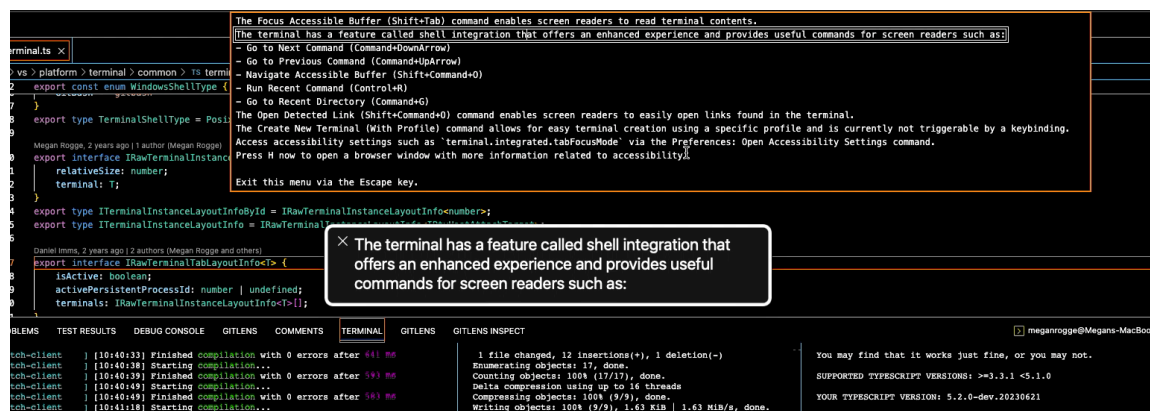 The Focus Accessible Buffer (Shift+Tab) command enables screen readers to read terminal contents.
The terminal has a feature called shell integration that offers an enhanced experience and provides useful commands for screen readers such as:
– Go to Next Command (Command+DownArrow)
– Go to Previous Command (Command+UpArrow)
– Navigate Accessible Buffer (Shift+Command+O)
– Run Recent Command (Control+R)
– Go to Recent Directory (Command+G)
The Open Detected Link (Shift+Command+O) command enables screen readers to easily open links found in the terminal.
The Create New Terminal (With Profile) command allows for easy terminal creation using a specific profile and is currently not triggerable by a keybinding.
Access accessibility settings such as `terminal.integrated.tabFocusMode` via the Preferences: Open Accessibility Settings command.
Press H now to open a browser window with more information related to accessibility.
Exit this menu via the Escape key.
erminal.ts ×
> vs > platform > terminal > common > TS termi
export const enum WindowsShellType {
}
export type TerminalShellType = Posi
Megan Rogge, 2 years ago | 1 author (Megan Rogge)
export interface IRawTerminalInstanc
relativeSize: number;
terminal: T;
}
export type ITerminalInstanceLayoutInfoById = IRawTerminalInstanceLayoutInfo<number>;
export type ITerminalInstanceLayoutInfo =
Daniel Imms, 2 years ago | 2 authors (Megan Rogge and others)
export interface IRawTerminalTabLayoutInfo<T> {
isActive: boolean;
activePersistentProcessId: number | undefined;
terminals: IRawTerminalInstanceLayoutInfo<T>[];
}
× The terminal has a feature called shell integration that
offers an enhanced experience and provides useful
commands for screen readers such as:
BLEMS TEST RESULTS DEBUG CONSOLE GITLENS COMMENTS TERMINAL GITLENS GITLENS INSPECT
meganrogge@Megans-MacBoo
tch-client ] [10:40:33] Finished compilation with 0 errors after 641 ms
tch-client ] [10:40:38] Starting compilation...
tch-client ] [10:40:39] Finished compilation with 0 errors after 593 ms
tch-client ] [10:40:49] Starting compilation...
tch-client ] [10:40:49] Finished compilation with 0 errors after 583 ms
tch-client ] [10:41:18] Starting compilation...
1 file changed, 12 insertions(+), 1 deletion(-)
Enumerating objects: 17, done.
Counting objects: 100% (17/17), done.
Delta compression using up to 16 threads
Compressing objects: 100% (9/9), done.
Writing objects: 100% (9/9), 1.63 KiB | 1.63 MiB/s, done.
You may find that it works just fine, or you may not.
SUPPORTED TYPESCRIPT VERSIONS: >=3.3.1 <5.1.0
YOUR TYPESCRIPT VERSION: 5.2.0-dev.20230621